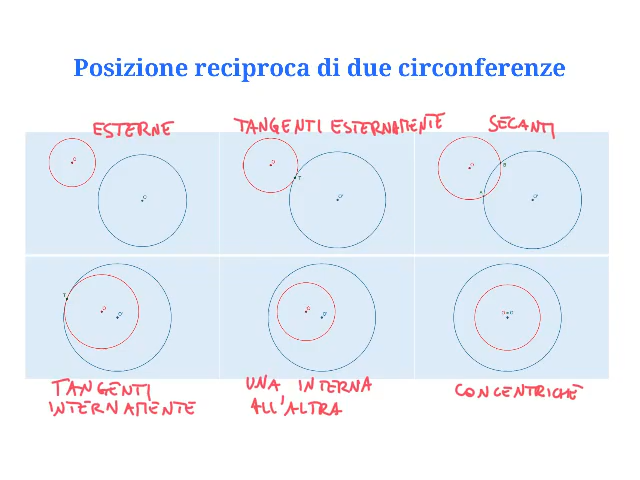 Posizione reciproca di due circonferenze
ESTERNE
TANGENTI ESTERNAMENTE
SECANTI
O
O'
O
T
O'
O
B
A
O'
T
O
O'
O
O'
O ≡ O'
TANGENTI
INTERNAMENTE
UNA INTERNA
ALL'ALTRA
CONCENTRICHE